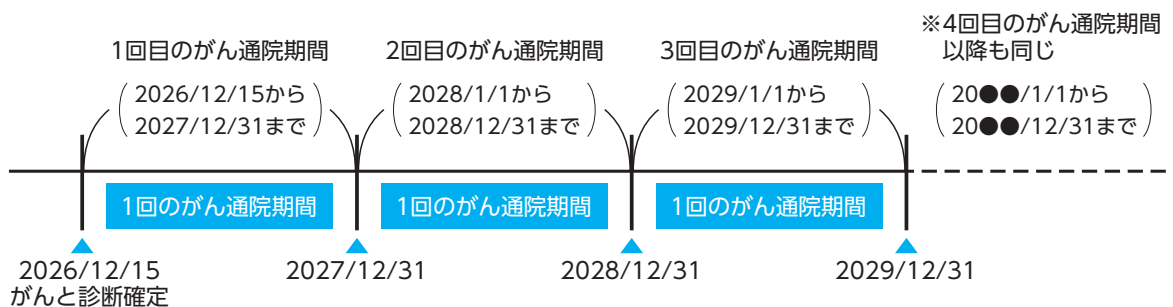 ※4回目のがん通院期間
以降も同じ
1回目のがん通院期間
2回目のがん通院期間
3回目のがん通院期間
(2026/12/15から
2027/12/31まで)
(2028/1/1から
2028/12/31まで)
(2029/1/1から
2029/12/31まで)
(20●●/1/1から
20●●/12/31まで)
1回のがん通院期間
1回のがん通院期間
1回のがん通院期間
2026/12/15
がんと診断確定
2027/12/31
2028/12/31
2029/12/31